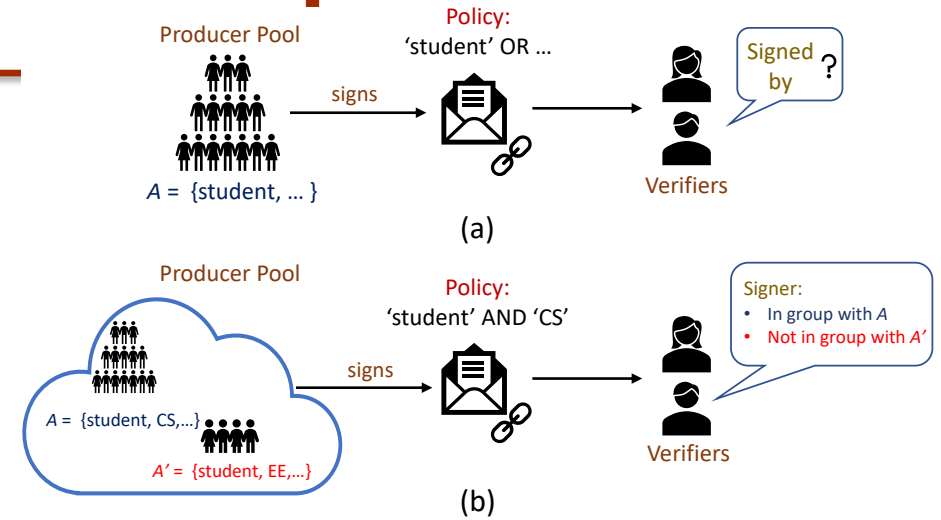 Policy:
Producer Pool
'student' OR …
Signed
by ?
signs
A = {student, … }
Verifiers
(a)
Producer Pool
Policy:
'student' AND 'CS'
Signer:
• In group with A
• Not in group with A'
signs
A = {student, CS,…}
A' = {student, EE,…}
Verifiers
(b)